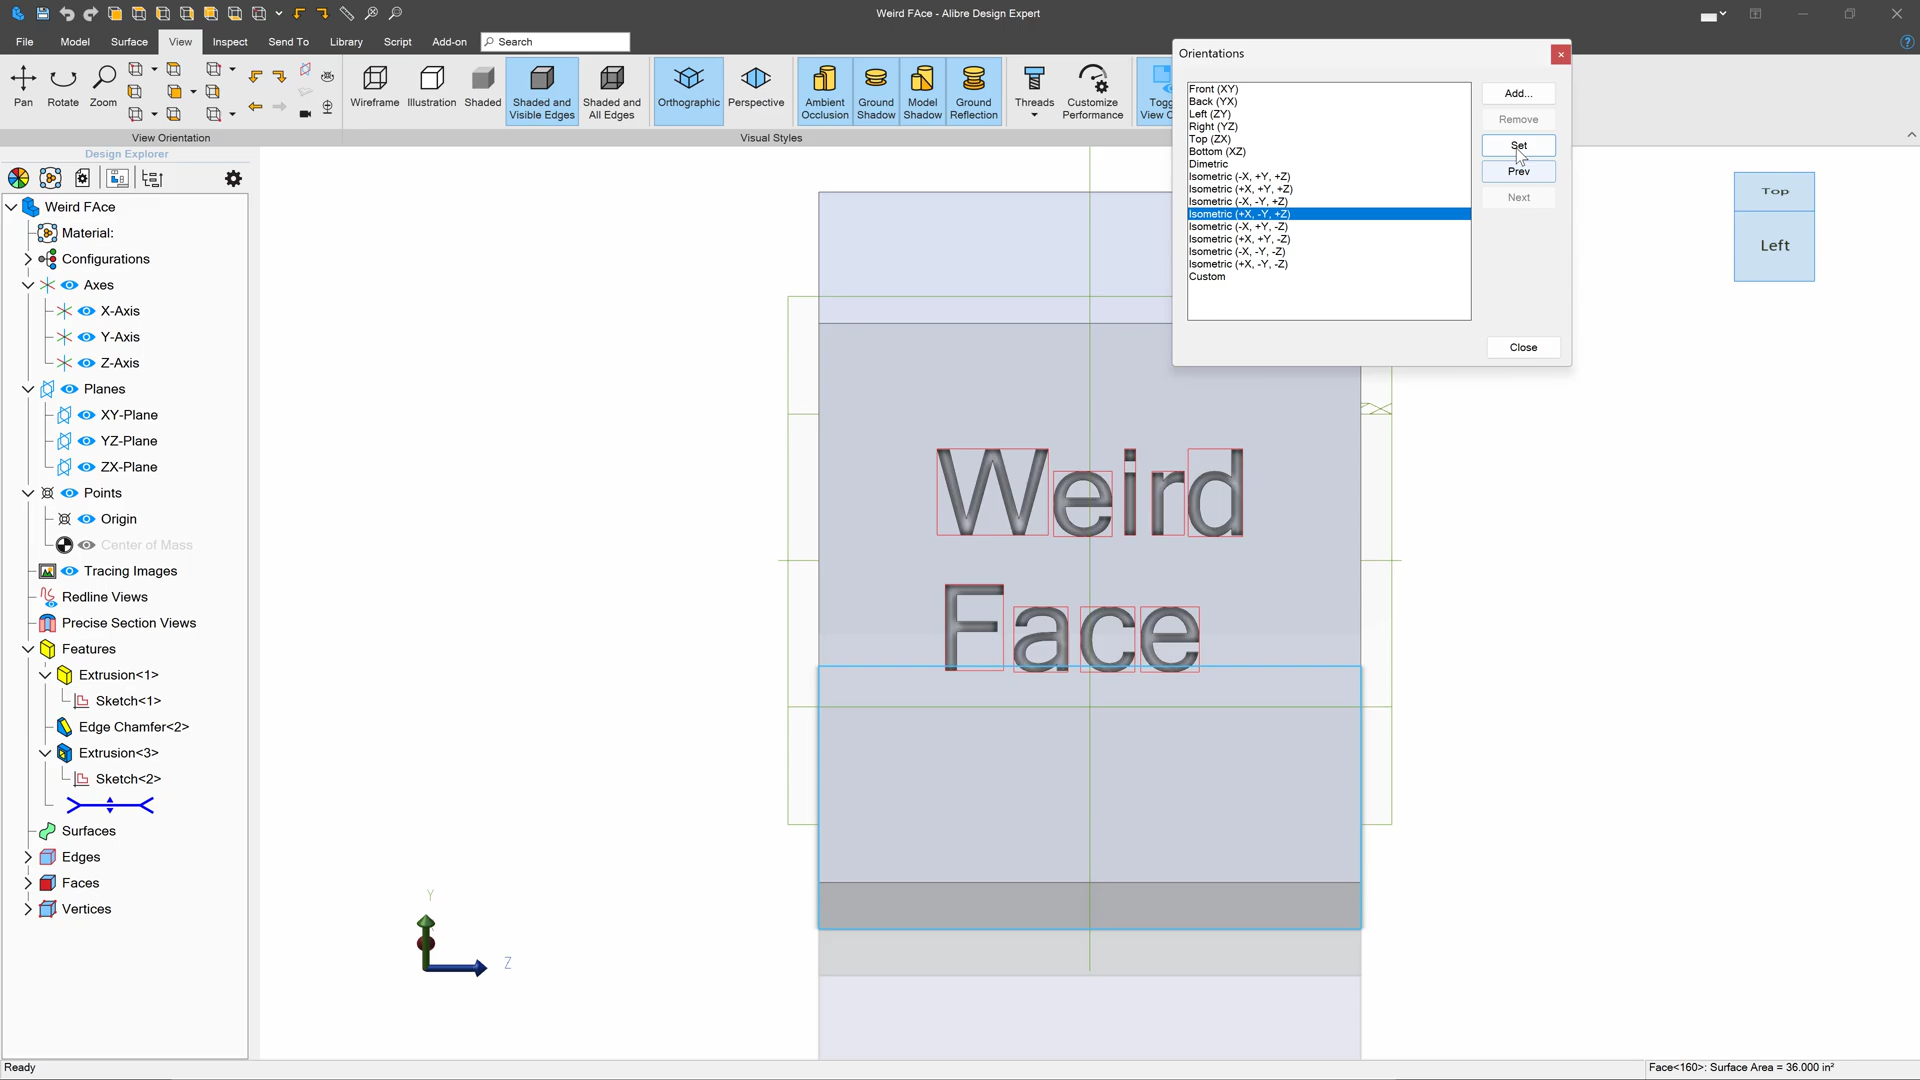 Weird FAce - Alibre Design Expert
File Model Surface View Inspect Send To Library Script Add-on Search
Pan Rotate Zoom
Wireframe Illustration Shaded Shaded and Visible Edges Shaded and All Edges Orthographic Perspective Ambient Occlusion Ground Shadow Model Shadow Ground Reflection Threads Customize Performance
View Orientation Visual Styles
Design Explorer
Weird FAce
Material:
Configurations
Axes
X-Axis
Y-Axis
Z-Axis
Planes
XY-Plane
YZ-Plane
ZX-Plane
Points
Origin
Center of Mass
Tracing Images
Redline Views
Precise Section Views
Features
Extrusion<1>
Sketch<1>
Edge Chamfer<2>
Extrusion<3>
Sketch<2>
Surfaces
Edges
Faces
Vertices
Orientations
Front (XY)
Back (YX)
Left (ZY)
Right (YZ)
Top (ZX)
Bottom (XZ)
Dimetric
Isometric (-X, +Y, +Z)
Isometric (+X, +Y, +Z)
Isometric (-X, -Y, +Z)
Isometric (+X, -Y, +Z)
Isometric (-X, +Y, -Z)
Isometric (+X, +Y, -Z)
Isometric (-X, -Y, -Z)
Isometric (+X, -Y, -Z)
Custom
Add...
Remove
Set
Prev
Next
Close
Top
Left
Weird
Face
Y
Z
Ready
Face<160>: Surface Area = 36.000 in²